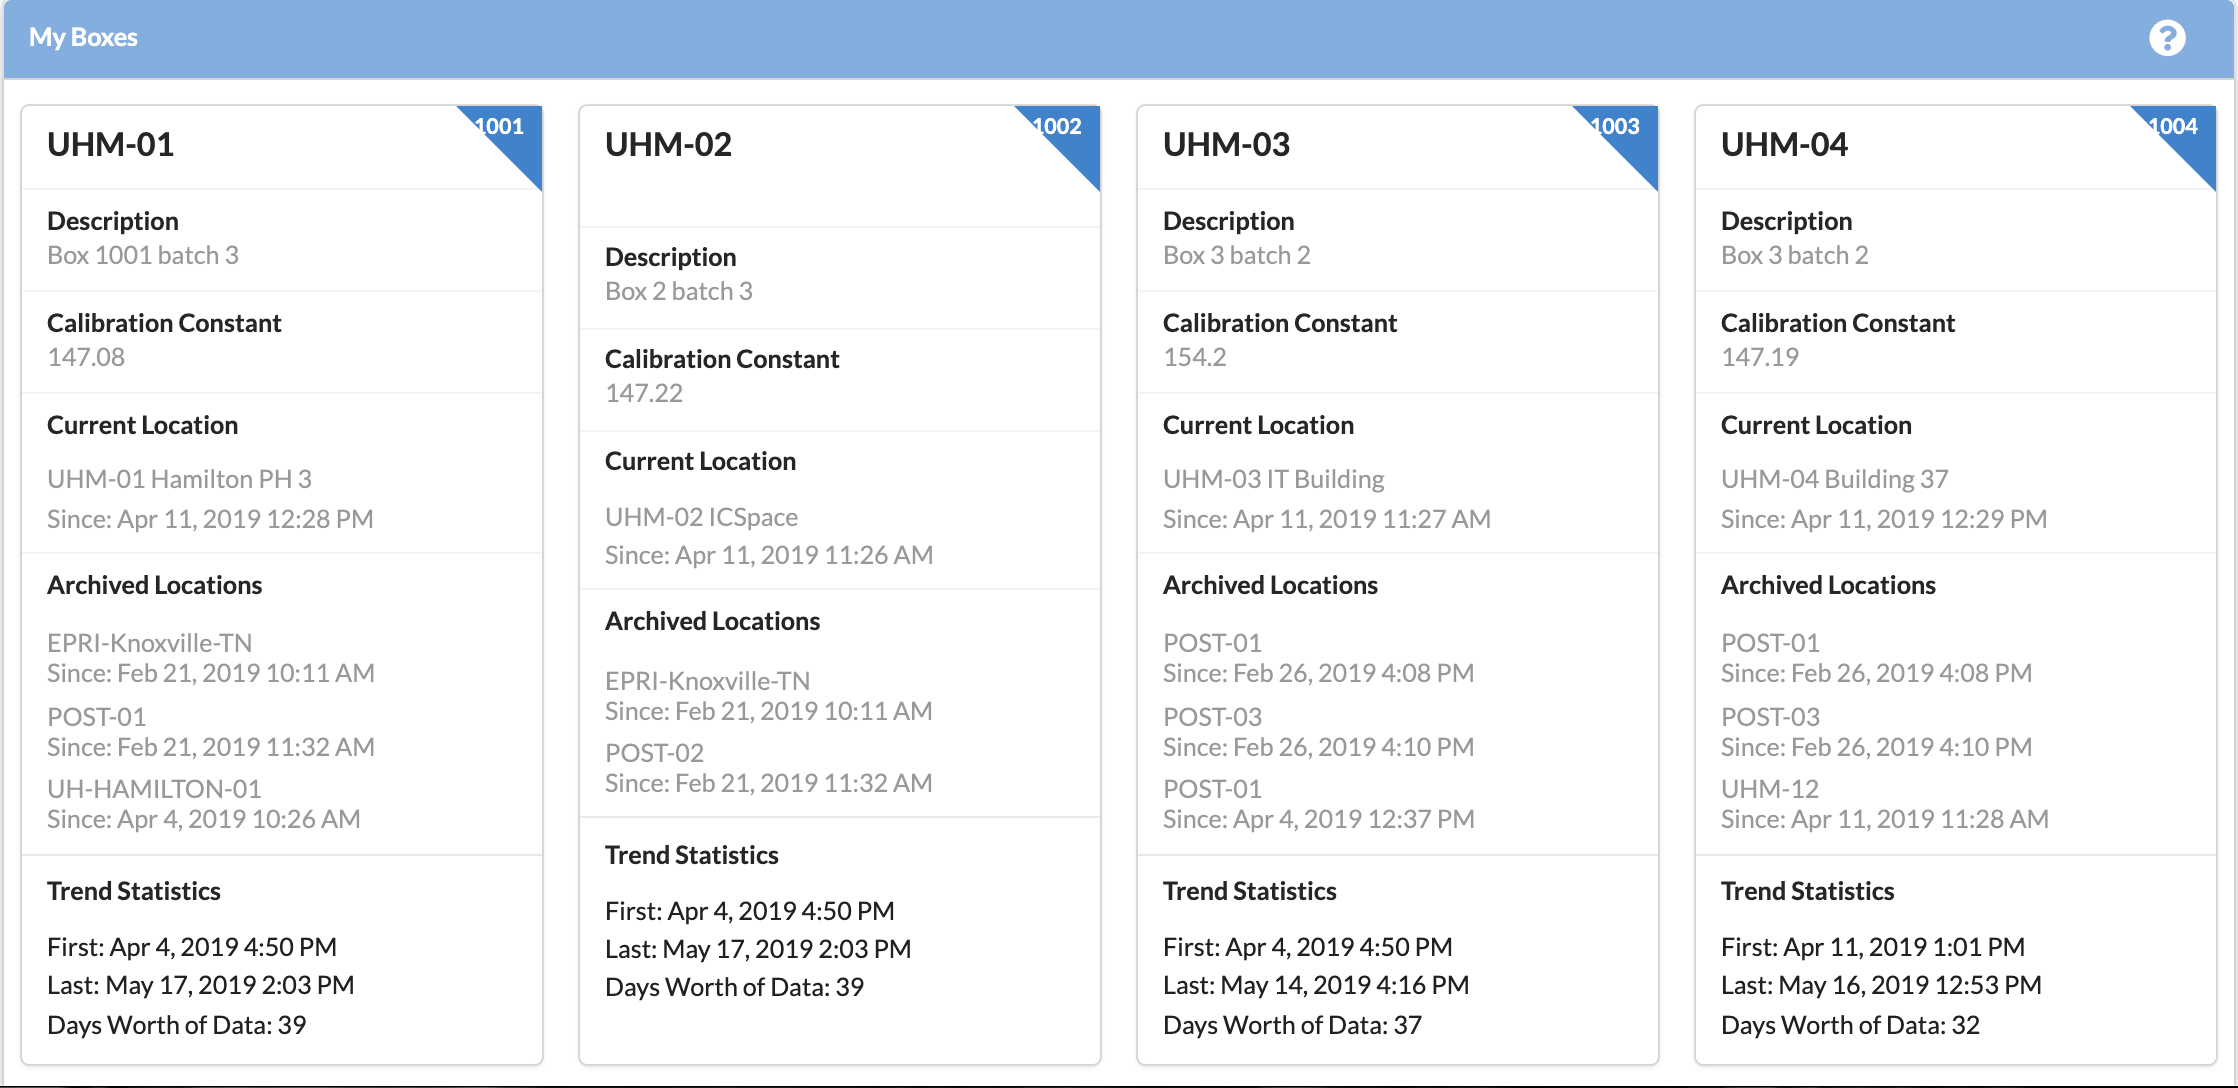 My Boxes
?
UHM-01
1001
Description
Box 1001 batch 3
Calibration Constant
147.08
Current Location
UHM-01 Hamilton PH 3
Since: Apr 11, 2019 12:28 PM
Archived Locations
EPRI-Knoxville-TN
Since: Feb 21, 2019 10:11 AM
POST-01
Since: Feb 21, 2019 11:32 AM
UH-HAMILTON-01
Since: Apr 4, 2019 10:26 AM
Trend Statistics
First: Apr 4, 2019 4:50 PM
Last: May 17, 2019 2:03 PM
Days Worth of Data: 39
UHM-02
1002
Description
Box 2 batch 3
Calibration Constant
147.22
Current Location
UHM-02 ICSpace
Since: Apr 11, 2019 11:26 AM
Archived Locations
EPRI-Knoxville-TN
Since: Feb 21, 2019 10:11 AM
POST-02
Since: Feb 21, 2019 11:32 AM
Trend Statistics
First: Apr 4, 2019 4:50 PM
Last: May 17, 2019 2:03 PM
Days Worth of Data: 39
UHM-03
1003
Description
Box 3 batch 2
Calibration Constant
154.2
Current Location
UHM-03 IT Building
Since: Apr 11, 2019 11:27 AM
Archived Locations
POST-01
Since: Feb 26, 2019 4:08 PM
POST-03
Since: Feb 26, 2019 4:10 PM
POST-01
Since: Apr 4, 2019 12:37 PM
Trend Statistics
First: Apr 4, 2019 4:50 PM
Last: May 14, 2019 4:16 PM
Days Worth of Data: 37
UHM-04
1004
Description
Box 3 batch 2
Calibration Constant
147.19
Current Location
UHM-04 Building 37
Since: Apr 11, 2019 12:29 PM
Archived Locations
POST-01
Since: Feb 26, 2019 4:08 PM
POST-03
Since: Feb 26, 2019 4:10 PM
UHM-12
Since: Apr 11, 2019 11:28 AM
Trend Statistics
First: Apr 11, 2019 1:01 PM
Last: May 16, 2019 12:53 PM
Days Worth of Data: 32